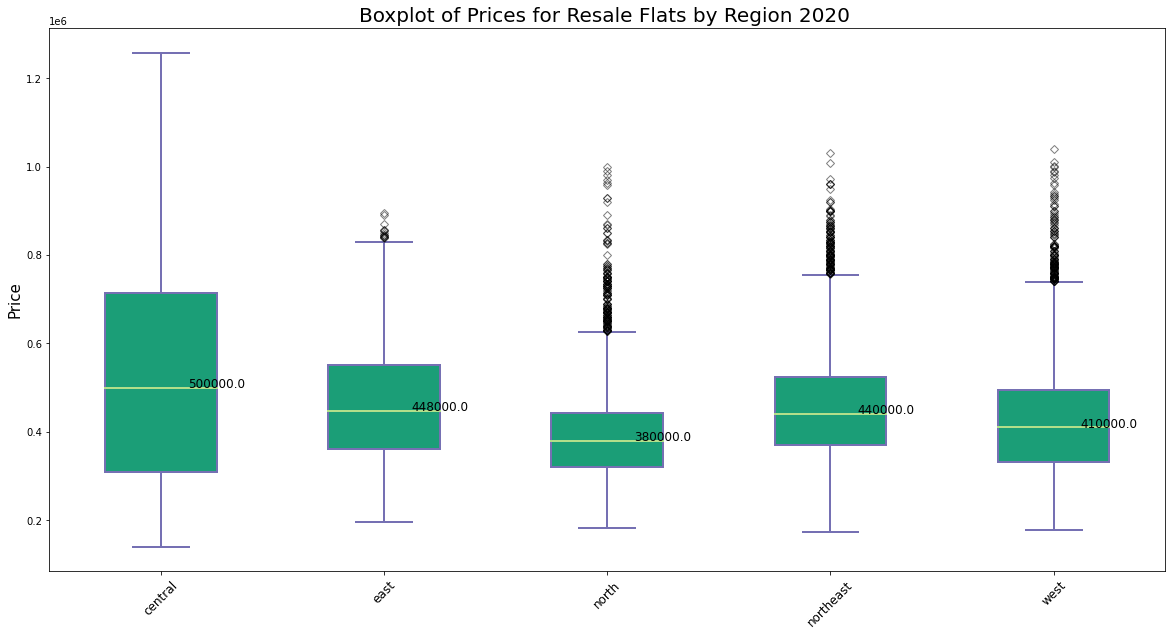 Boxplot of Prices for Resale Flats by Region 2020
1e6
1.2
1.0
0.8
0.6
0.4
0.2
Price
500000.0
448000.0
380000.0
440000.0
410000.0
central
east
north
northeast
west